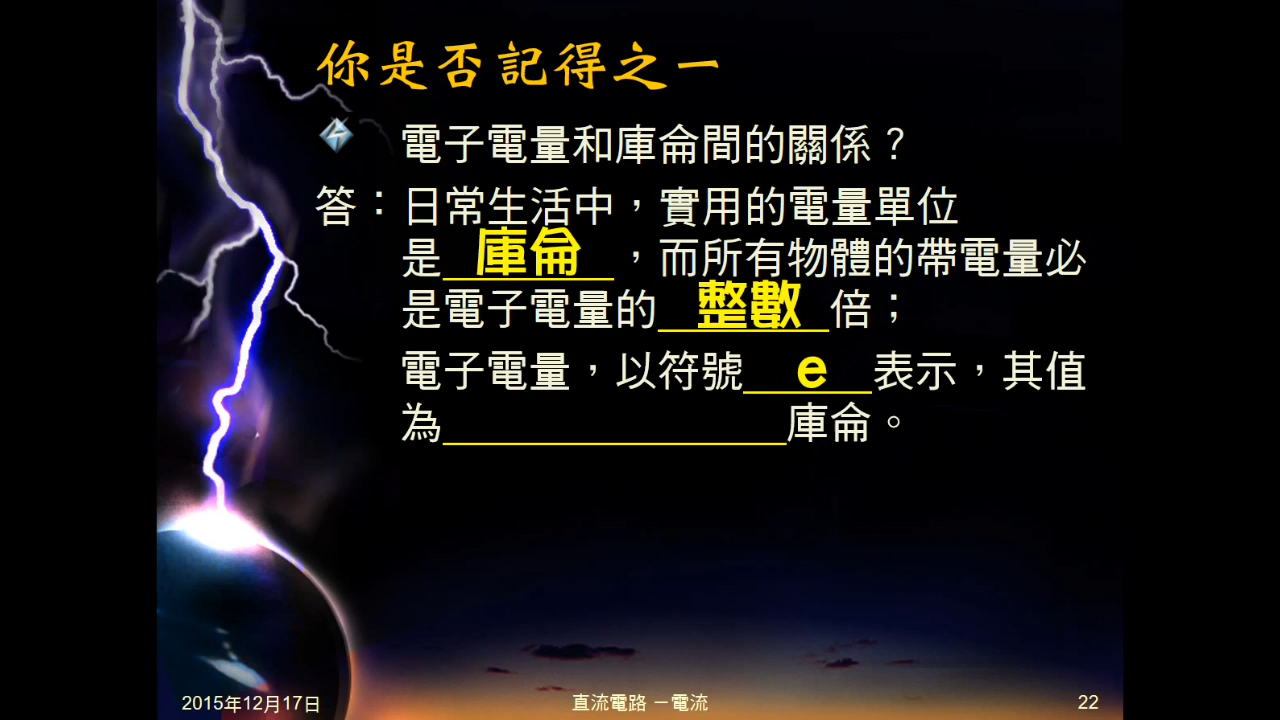 你是否記得之一
電子電量和庫侖間的關係？
答：日常生活中，實用的電量單位
是 庫倫 ，而所有物體的帶電量必
是電子電量的 整數 倍；
電子電量，以符號 e 表示，其值
為________________庫侖。
2015年12月17日
直流電路 －電流
22